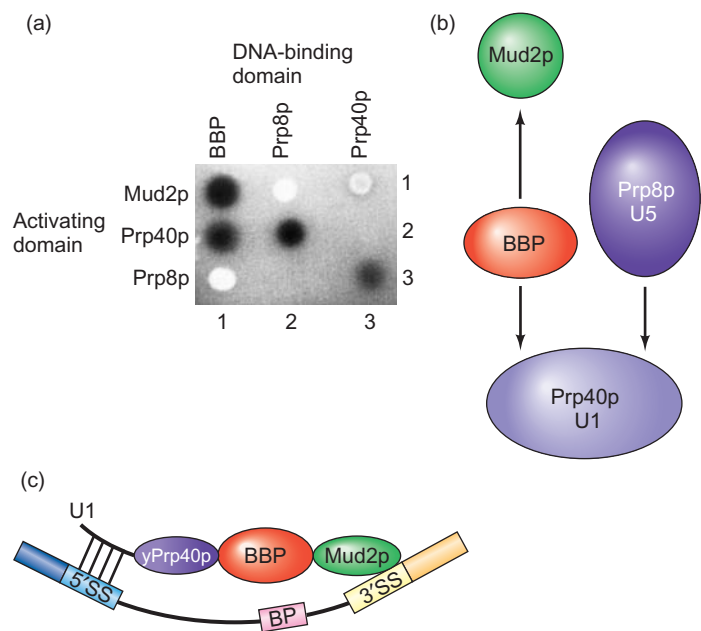 (a)
DNA-binding
domain
BBP
Prp8p
Prp40p
Activating
domain
Mud2p
Prp40p
Prp8p
1
2
3
1 2 3
(b)
Mud2p
Prp8p
U5
BBP
Prp40p
U1
(c)
U1
yPrp40p
BBP
Mud2p
5′SS
BP
3′SS